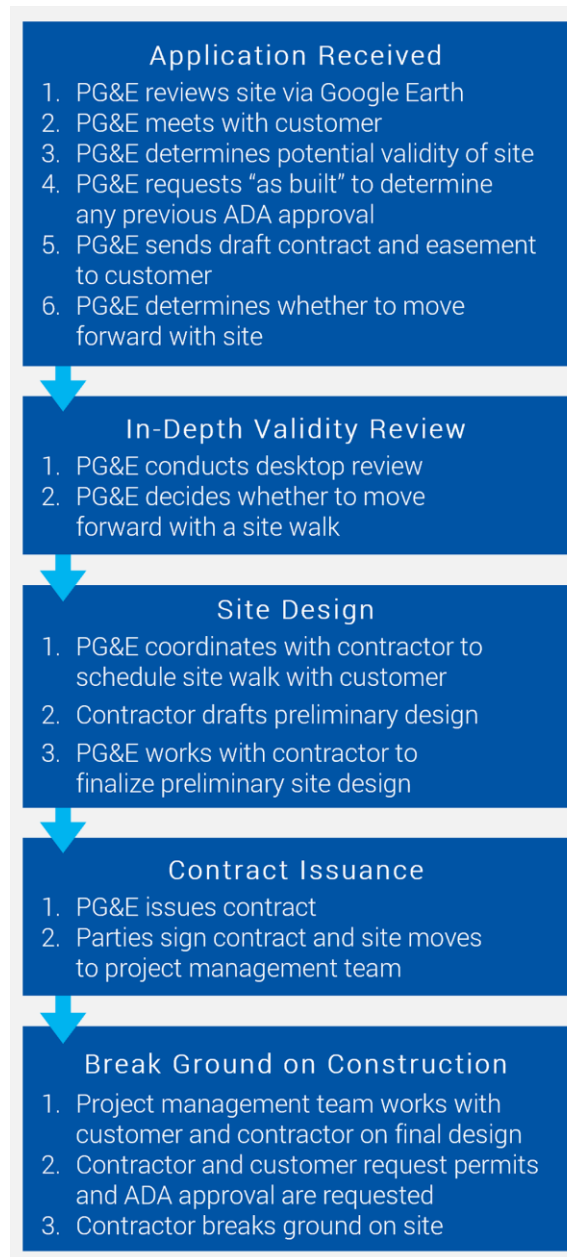 Application Received
1. PG&E reviews site via Google Earth
2. PG&E meets with customer
3. PG&E determines potential validity of site
4. PG&E requests “as built” to determine
any previous ADA approval
5. PG&E sends draft contract and easement
to customer
6. PG&E determines whether to move
forward with site
In-Depth Validity Review
1. PG&E conducts desktop review
2. PG&E decides whether to move
forward with a site walk
Site Design
1. PG&E coordinates with contractor to
schedule site walk with customer
2. Contractor drafts preliminary design
3. PG&E works with contractor to
finalize preliminary site design
Contract Issuance
1. PG&E issues contract
2. Parties sign contract and site moves
to project management team
Break Ground on Construction
1. Project management team works with
customer and contractor on final design
2. Contractor and customer request permits
and ADA approval are requested
3. Contractor breaks ground on site